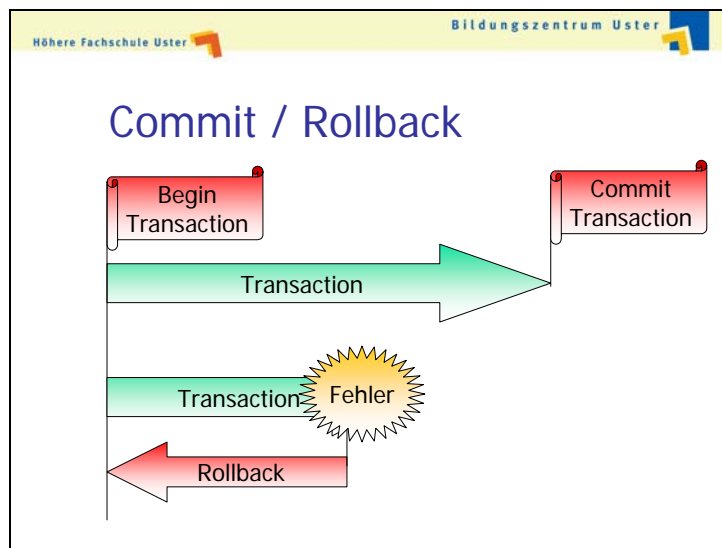 Höhere Fachschule Uster
Bildungszentrum Uster
Commit / Rollback
Begin
Transaction
Commit
Transaction
Transaction
Transaction
Fehler
Rollback